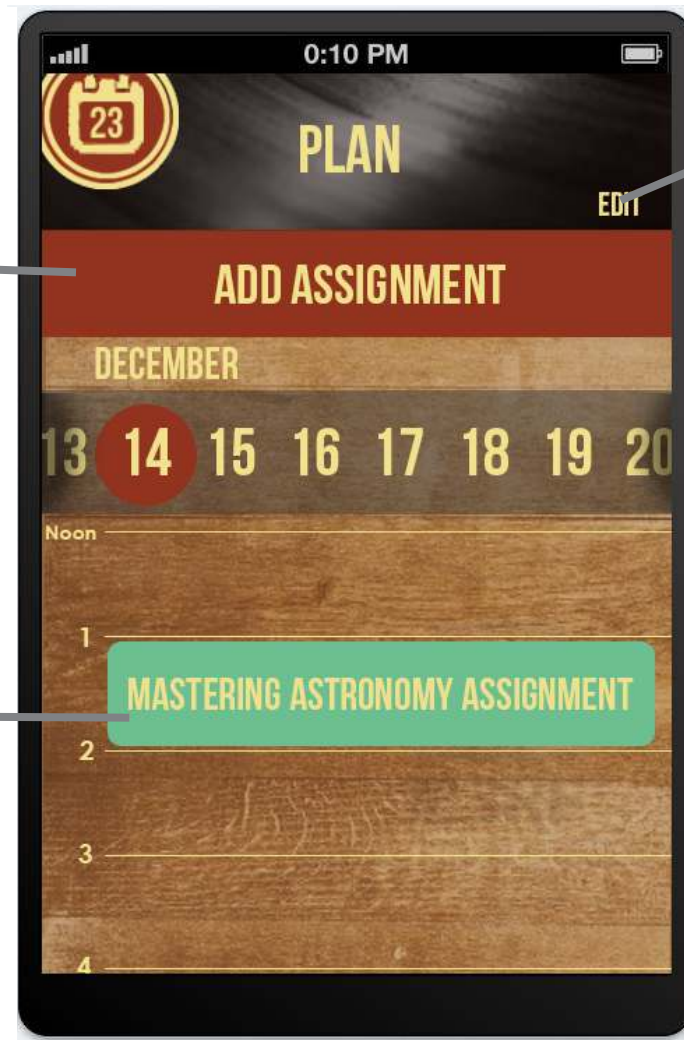 0:10 PM
23
PLAN
EDIT
ADD ASSIGNMENT
DECEMBER
13 14 15 16 17 18 19 20
Noon
1
MASTERING ASTRONOMY ASSIGNMENT
2
3
4